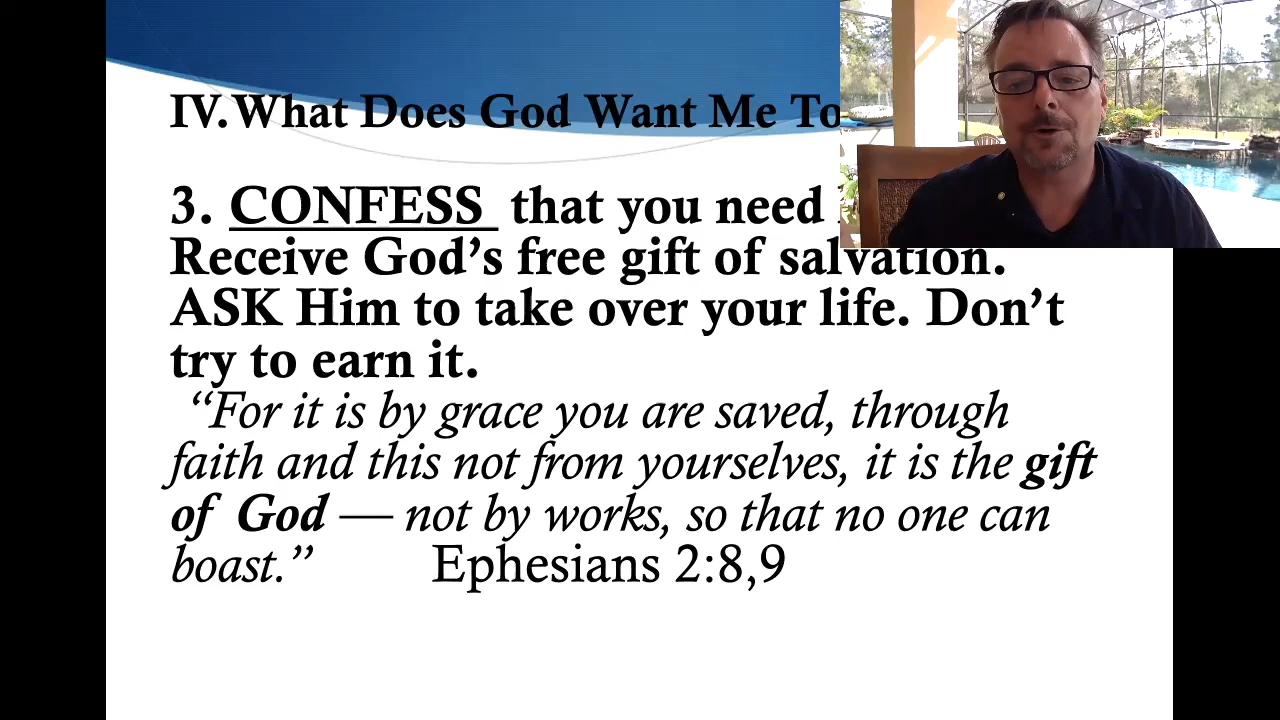 IV. What Does God Want Me To
3. CONFESS that you need
Receive God’s free gift of salvation.
ASK Him to take over your life. Don’t
try to earn it.
“For it is by grace you are saved, through
faith and this not from yourselves, it is the gift
of God — not by works, so that no one can
boast.” Ephesians 2:8,9